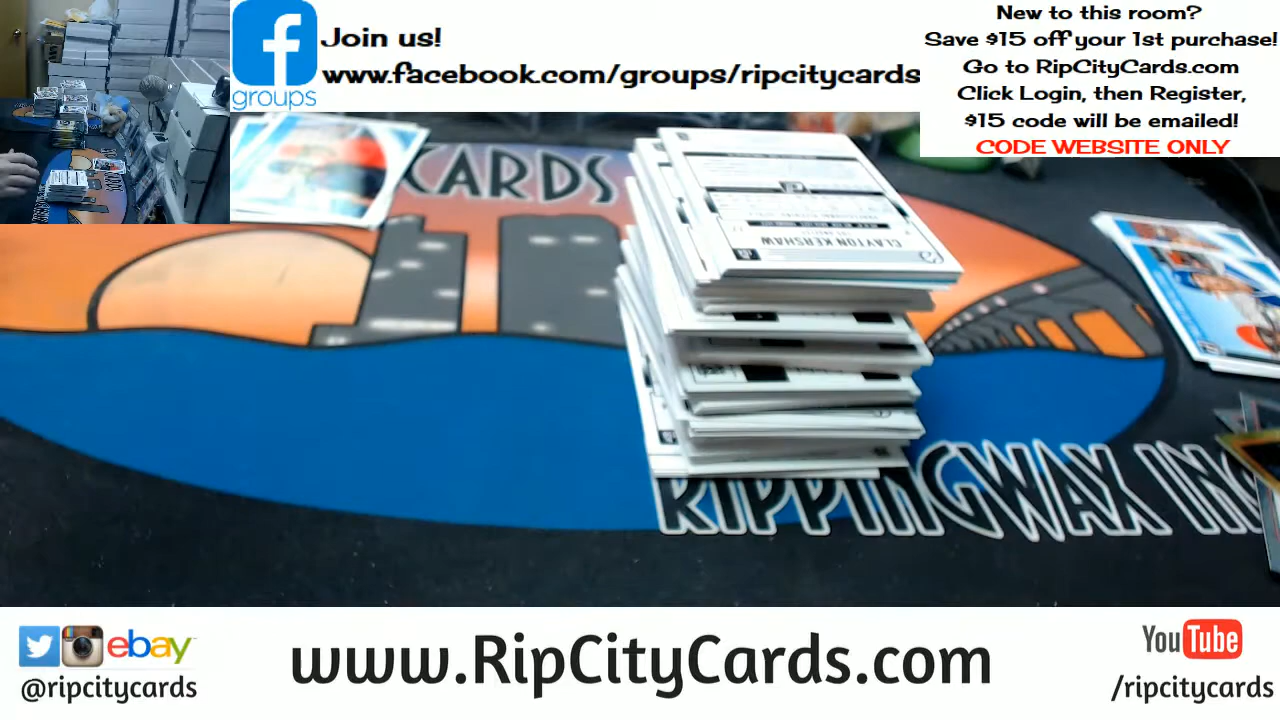 Join us!
www.facebook.com/groups/ripcitycards
groups
New to this room?
Save $15 off your 1st purchase!
Go to RipCityCards.com
Click Login, then Register,
$15 code will be emailed!
CODE WEBSITE ONLY
CARDS
CLAYTON KERSHAW
RIPPINGWAX INC
ebay
@ripcitycards
www.RipCityCards.com
YouTube
/ripcitycards